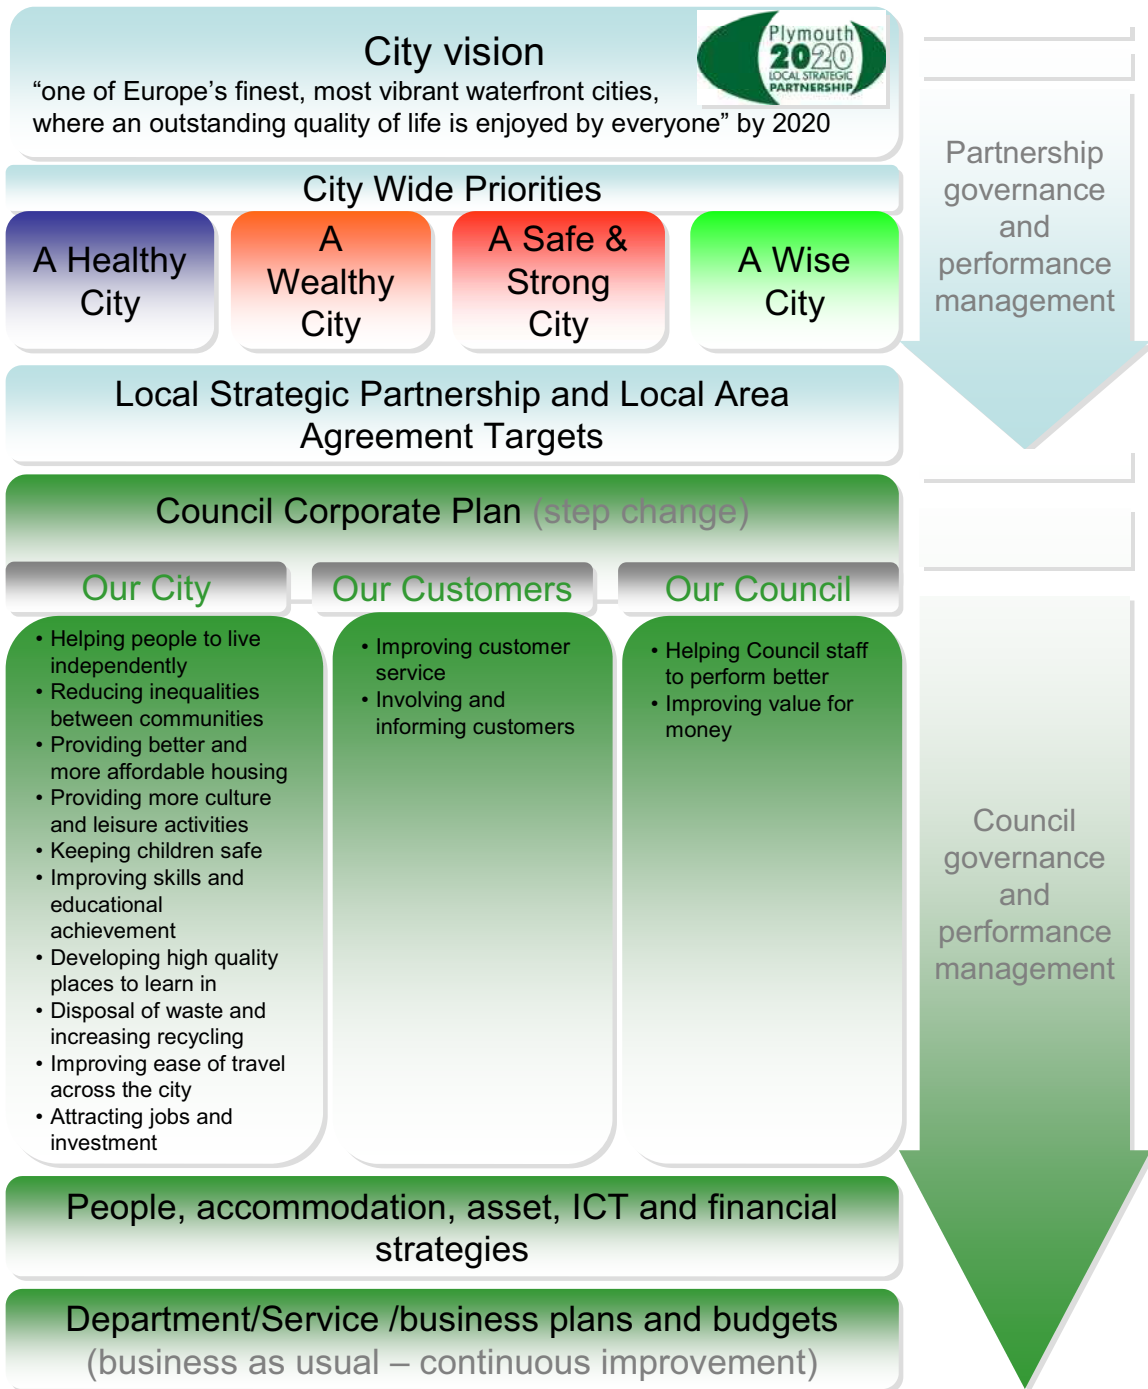 City vision
Plymouth
2020
LOCAL STRATEGIC
PARTNERSHIP
“one of Europe’s finest, most vibrant waterfront cities,
where an outstanding quality of life is enjoyed by everyone” by 2020
City Wide Priorities
A Healthy
City
A
Wealthy
City
A Safe &
Strong
City
A Wise
City
Partnership
governance
and
performance
management
Local Strategic Partnership and Local Area
Agreement Targets
Council Corporate Plan (step change)
Our City
• Helping people to live
independently
• Reducing inequalities
between communities
• Providing better and
more affordable housing
• Providing more culture
and leisure activities
• Keeping children safe
• Improving skills and
educational
achievement
• Developing high quality
places to learn in
• Disposal of waste and
increasing recycling
• Improving ease of travel
across the city
• Attracting jobs and
investment
Our Customers
• Improving customer
service
• Involving and
informing customers
Our Council
• Helping Council staff
to perform better
• Improving value for
money
Council
governance
and
performance
management
People, accommodation, asset, ICT and financial
strategies
Department/Service /business plans and budgets
(business as usual – continuous improvement)